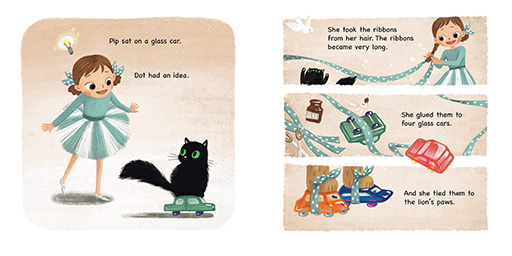 Pip sat on a glass car.
Dot had an idea.
She took the ribbons
from her hair. The ribbons
became very long.
She glued them to
four glass cars.
And she tied them to
the lion's paws.